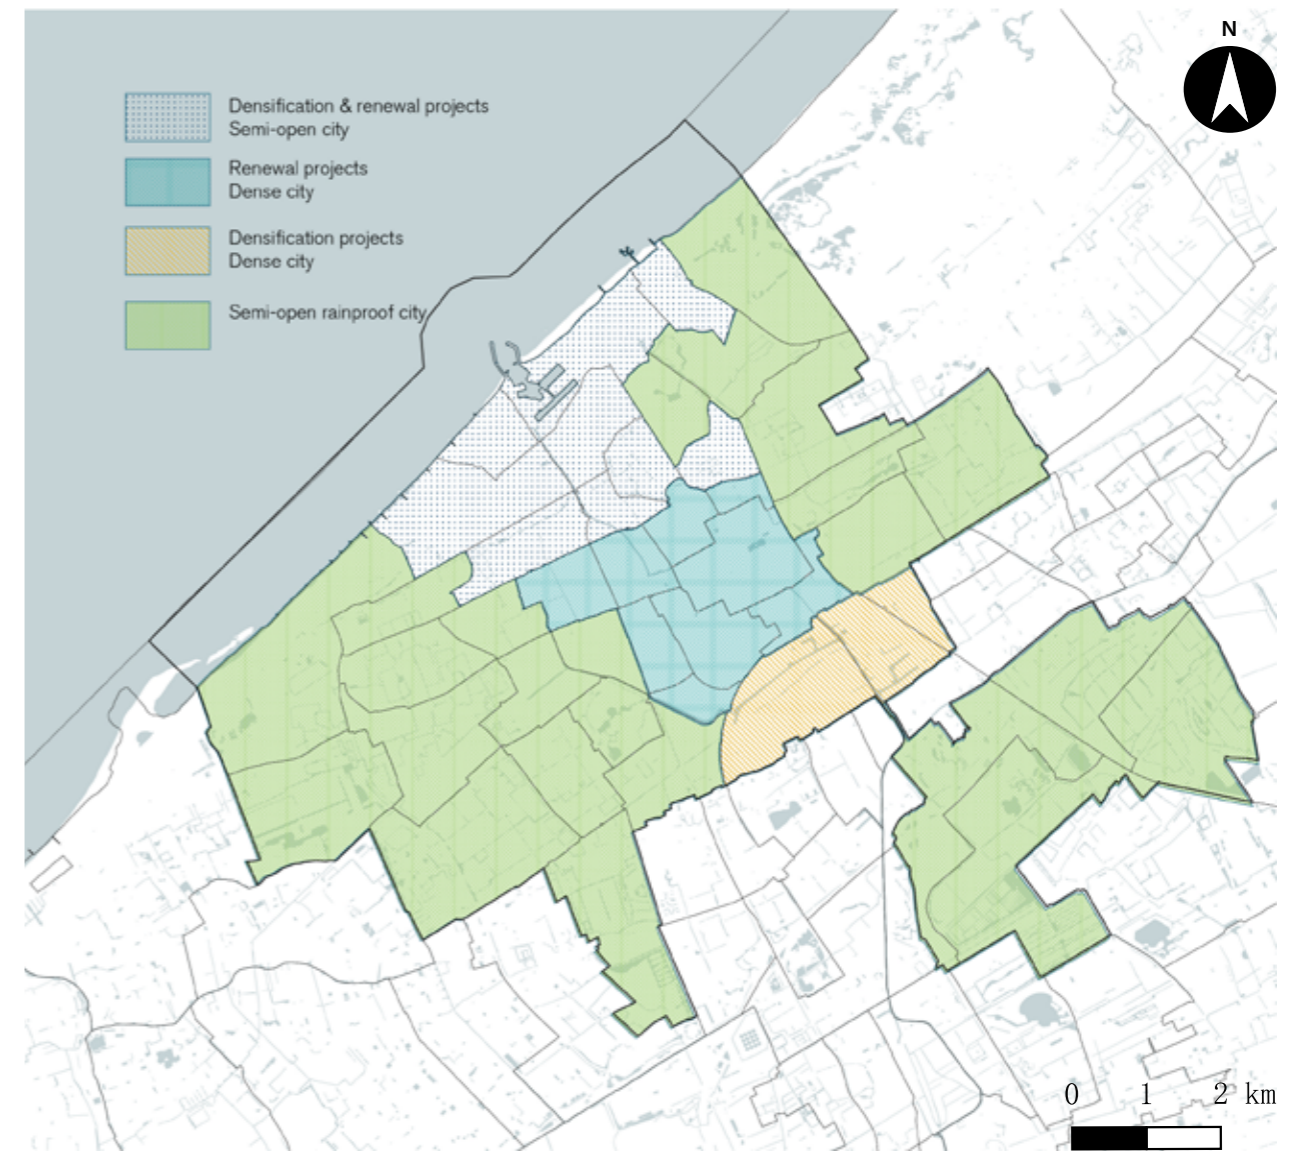 N
Densification & renewal projects
Semi-open city
Renewal projects
Dense city
Densification projects
Dense city
Semi-open rainproof city
0 1 2 km